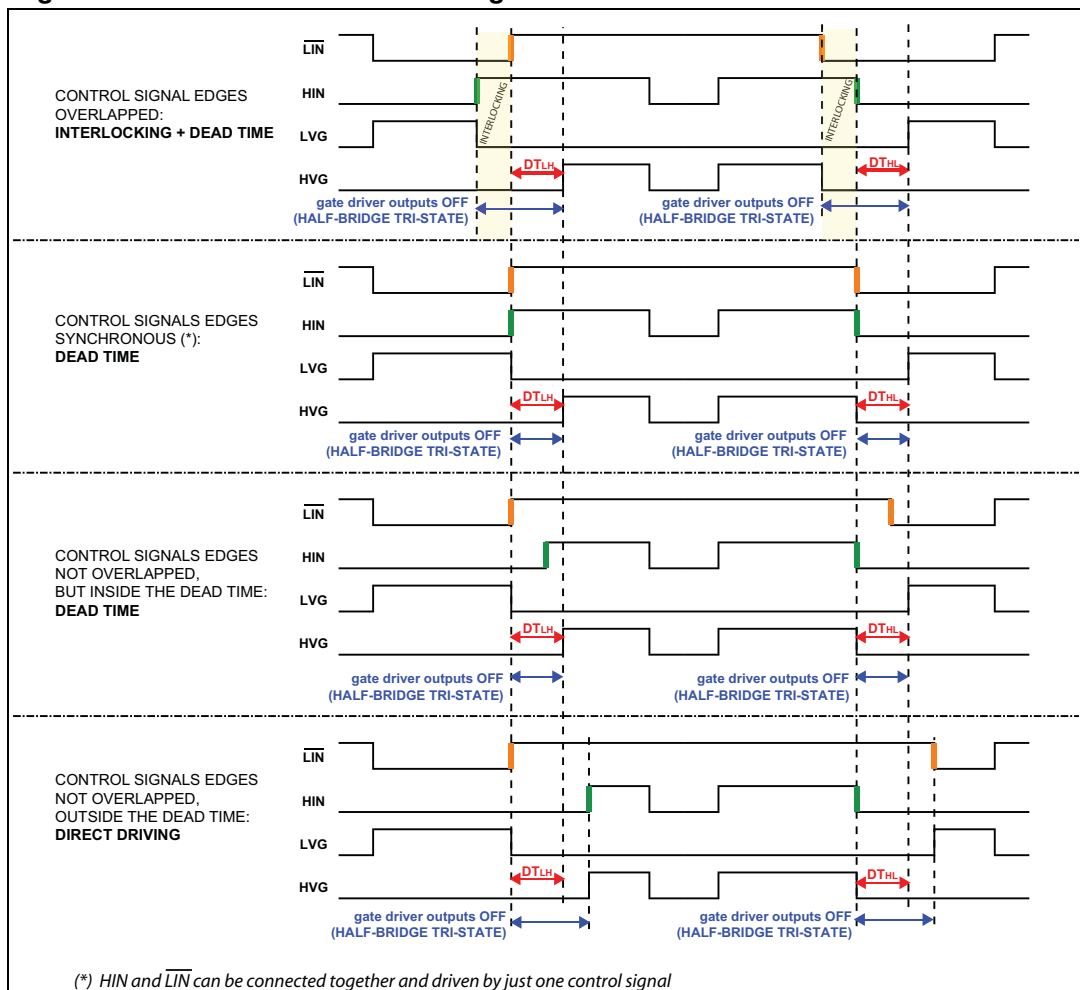 CONTROL SIGNAL EDGES
OVERLAPPED:
INTERLOCKING + DEAD TIME
LIN
HIN
LVG
HVG
INTERLOCKING
INTERLOCKING
DTLH
DTHL
gate driver outputs OFF
(HALF-BRIDGE TRI-STATE)
gate driver outputs OFF
(HALF-BRIDGE TRI-STATE)
CONTROL SIGNALS EDGES
SYNCHRONOUS (*):
DEAD TIME
LIN
HIN
LVG
HVG
DTLH
DTHL
gate driver outputs OFF
(HALF-BRIDGE TRI-STATE)
gate driver outputs OFF
(HALF-BRIDGE TRI-STATE)
CONTROL SIGNALS EDGES
NOT OVERLAPPED,
BUT INSIDE THE DEAD TIME:
DEAD TIME
LIN
HIN
LVG
HVG
DTLH
DTHL
gate driver outputs OFF
(HALF-BRIDGE TRI-STATE)
gate driver outputs OFF
(HALF-BRIDGE TRI-STATE)
CONTROL SIGNALS EDGES
NOT OVERLAPPED,
OUTSIDE THE DEAD TIME:
DIRECT DRIVING
LIN
HIN
LVG
HVG
DTLH
DTHL
gate driver outputs OFF
(HALF-BRIDGE TRI-STATE)
gate driver outputs OFF
(HALF-BRIDGE TRI-STATE)
(*) HIN and LIN can be connected together and driven by just one control signal